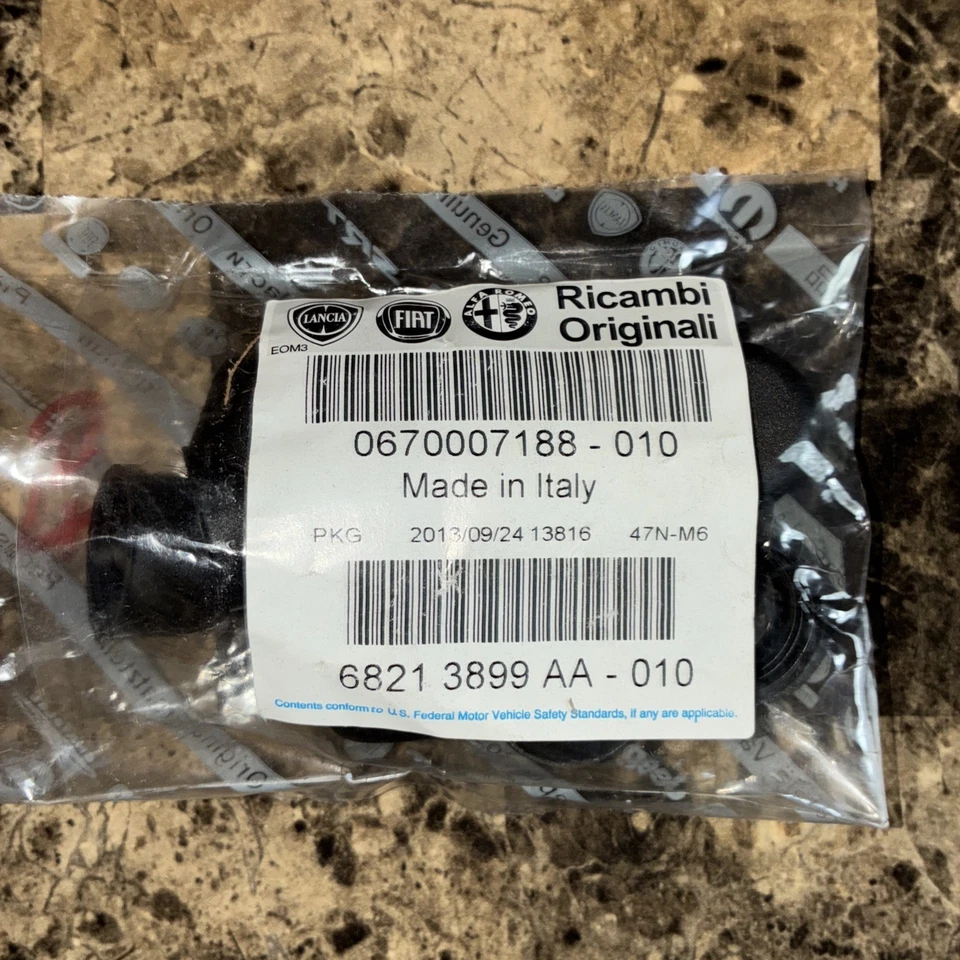 Genuin
LANCIA
FIAT
ALFA ROMEO
Ricambi
Originali
EOM3
0670007188 - 010
Made in Italy
PKG 2013/09/24 13816 47N-M6
6821 3899 AA - 010
Contents conform to U.S. Federal Motor Vehicle Safety Standards, if any are applicable.